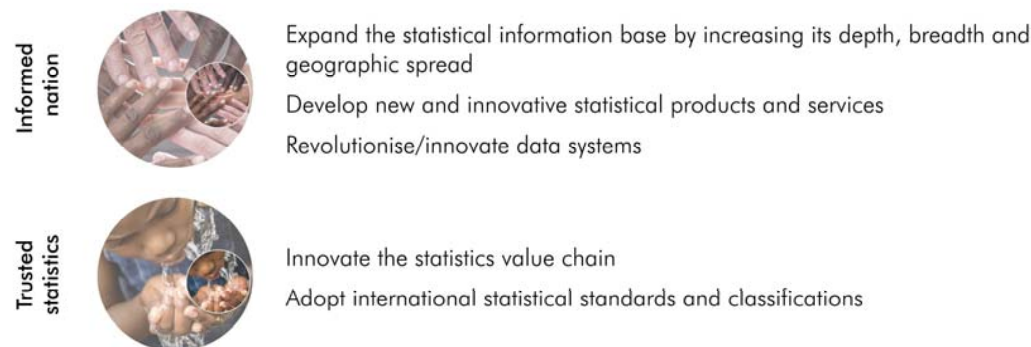 Informed
nation
Expand the statistical information base by increasing its depth, breadth and
geographic spread
Develop new and innovative statistical products and services
Revolutionise/innovate data systems
Trusted
statistics
Innovate the statistics value chain
Adopt international statistical standards and classifications